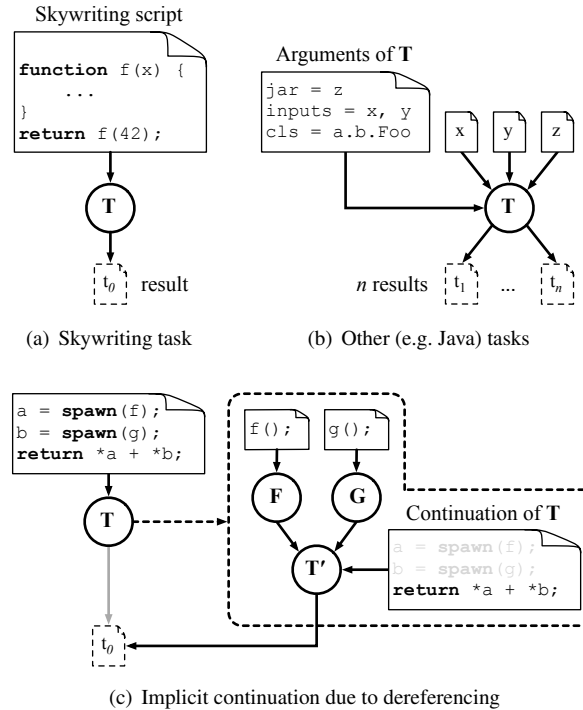 Skywriting script
function f(x) {
...
}
return f(42);
T
t0 result
(a) Skywriting task
Arguments of T
jar = z
inputs = x, y
cls = a.b.Foo
x y z
T
n results t1 ... tn
(b) Other (e.g. Java) tasks
a = spawn(f);
b = spawn(g);
return *a + *b;
T
t0
f(); g();
F G
T′
Continuation of T
a = spawn(f);
b = spawn(g);
return *a + *b;
(c) Implicit continuation due to dereferencing